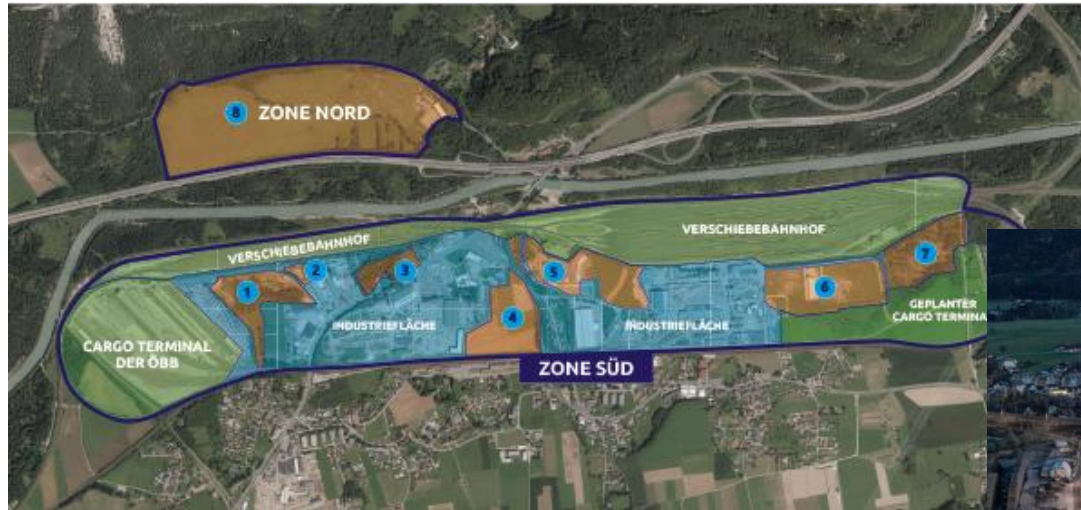 8 ZONE NORD
VERSCHIEBEBAHNHOF
VERSCHIEBEBAHNHOF
1
2
3
4
5
6
7
INDUSTRIEFLÄCHE
INDUSTRIEFLÄCHE
GEPLANTER
CARGO TERMINA
CARGO TERMINAL
DER ÖBB
ZONE SÜD